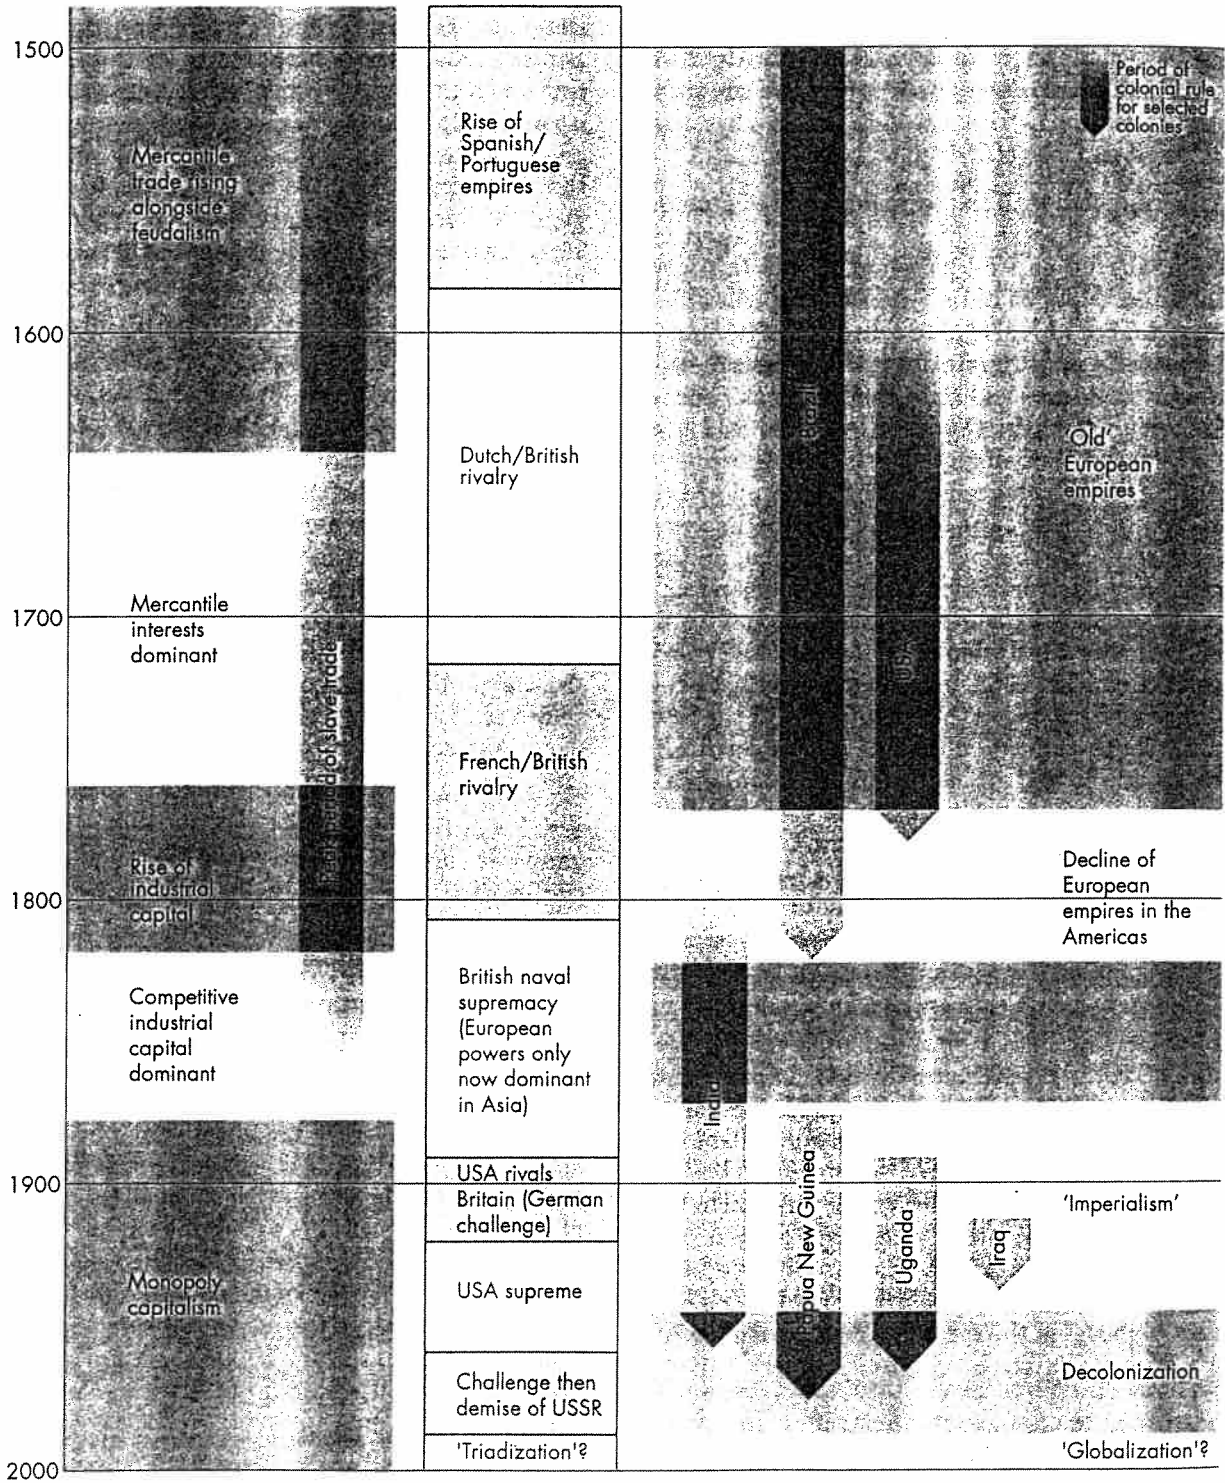 1500
1600
1700
1800
1900
2000
Mercantile
trade rising
alongside
feudalism
Mercantile
interests
dominant
Rise of
industrial
capital
Competitive
industrial
capital
dominant
Monopoly
capitalism
period of slave trade
Rise of
Spanish/
Portuguese
empires
Dutch/British
rivalry
French/British
rivalry
British naval
supremacy
(European
powers only
now dominant
in Asia)
USA rivals
Britain (German
challenge)
USA supreme
Challenge then
demise of USSR
'Triadization'?
Brazil
USA
India
Papua New Guinea
Uganda
Iraq
Period of
colonial rule
for selected
colonies
'Old'
European
empires
Decline of
European
empires in the
Americas
'Imperialism'
Decolonization
'Globalization'?